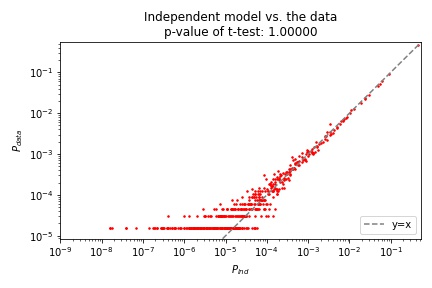 Independent model vs. the data
p-value of t-test: 1.00000
P_data
10⁻¹
10⁻²
10⁻³
10⁻⁴
10⁻⁵
y=x
10⁻⁹ 10⁻⁸ 10⁻⁷ 10⁻⁶ 10⁻⁵ 10⁻⁴ 10⁻³ 10⁻² 10⁻¹
P_ind